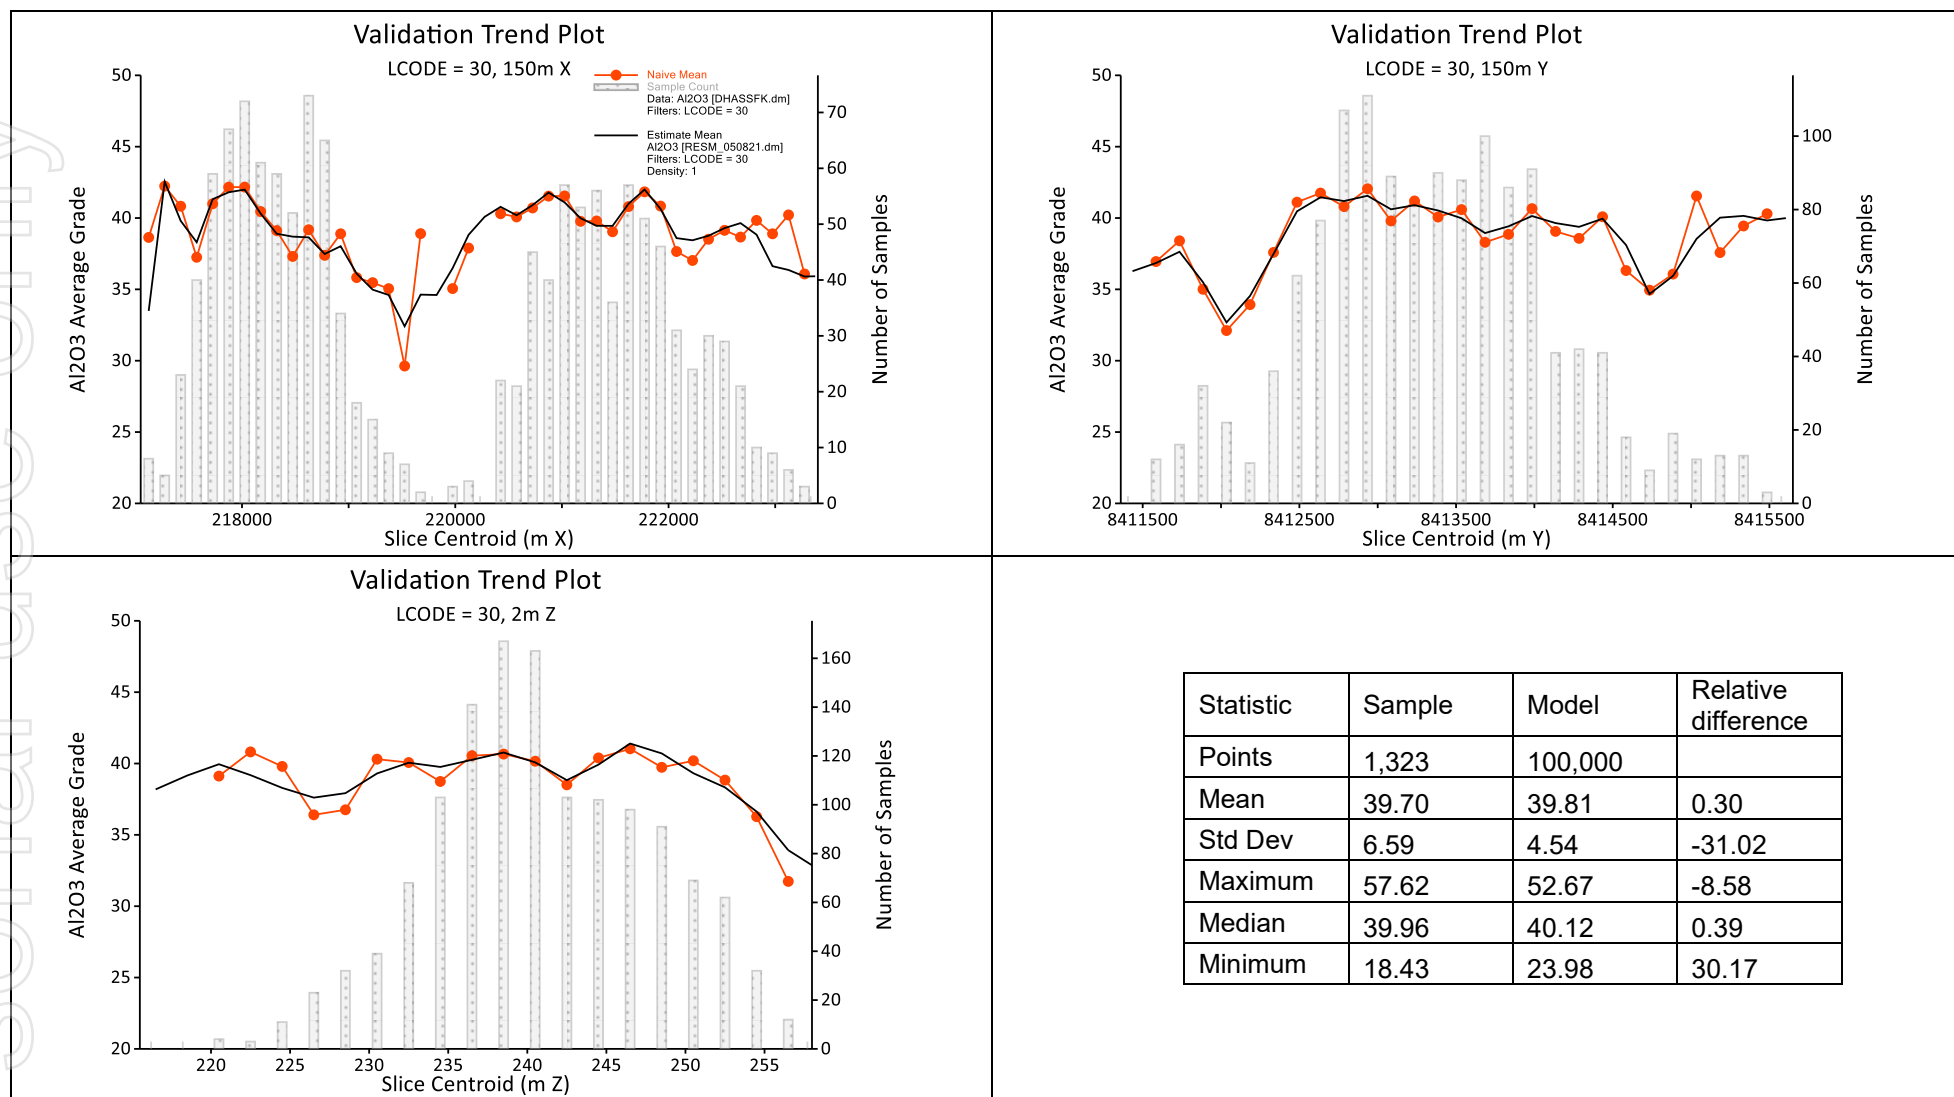 Validation Trend Plot
LCODE = 30, 150m X
Naive Mean
Sample Count
Data: Al2O3 [DHASSFK.dm]
Filters: LCODE = 30
Estimate Mean
Al2O3 [RESM_050821.dm]
Filters: LCODE = 30
Density: 1
Al2O3 Average Grade
50
45
40
35
30
25
20
Number of Samples
70
60
50
40
30
20
10
0
218000 220000 222000
Slice Centroid (m X)
Validation Trend Plot
LCODE = 30, 150m Y
Al2O3 Average Grade
50
45
40
35
30
25
20
Number of Samples
100
80
60
40
20
0
8411500 8412500 8413500 8414500 8415500
Slice Centroid (m Y)
Validation Trend Plot
LCODE = 30, 2m Z
Al2O3 Average Grade
50
45
40
35
30
25
20
Number of Samples
160
140
120
100
80
60
40
20
0
220 225 230 235 240 245 250 255
Slice Centroid (m Z)
Statistic Sample Model Relative difference
Points 1,323 100,000
Mean 39.70 39.81 0.30
Std Dev 6.59 4.54 -31.02
Maximum 57.62 52.67 -8.58
Median 39.96 40.12 0.39
Minimum 18.43 23.98 30.17